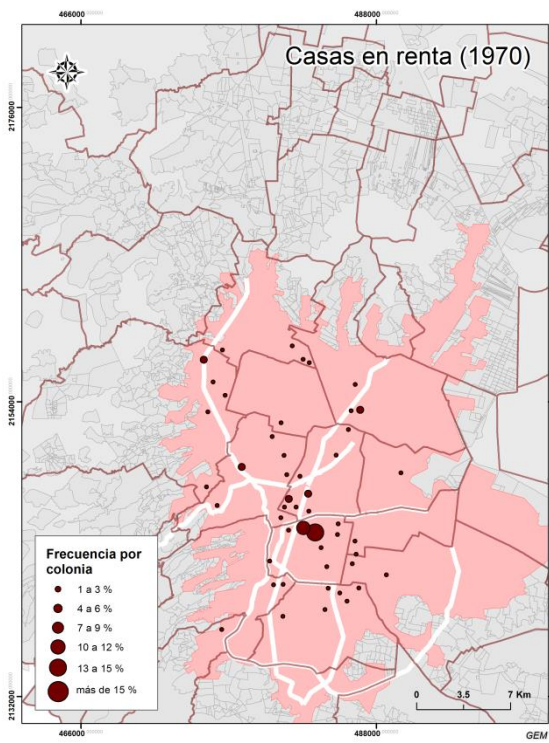 466000
488000
Casas en renta (1970)
2176000
2154000
2132000
Frecuencia por
colonia
1 a 3 %
4 a 6 %
7 a 9 %
10 a 12 %
13 a 15 %
más de 15 %
0 3.5 7 Km
466000
488000
GEM